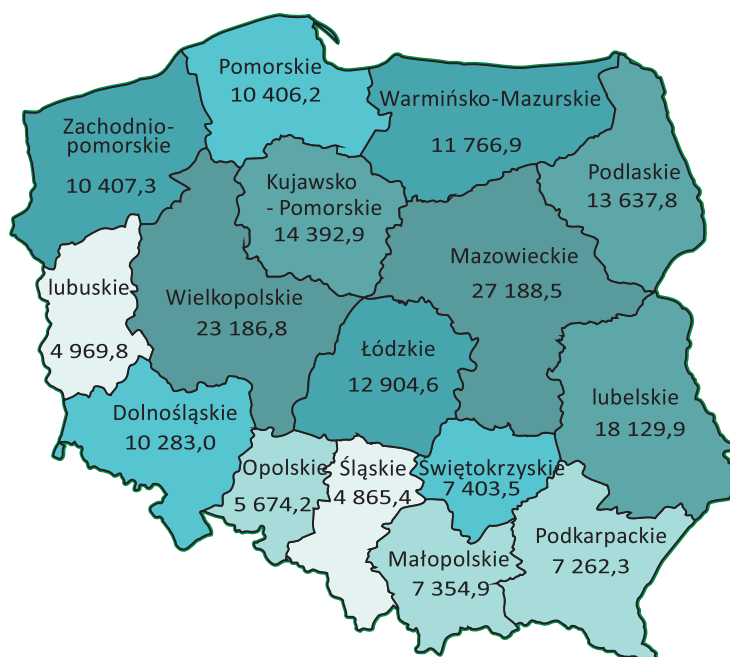 Pomorskie
10 406,2
Warmińsko-Mazurskie
11 766,9
Zachodnio-
pomorskie
10 407,3
Podlaskie
13 637,8
Kujawsko
- Pomorskie
14 392,9
Mazowieckie
27 188,5
lubuskie
4 969,8
Wielkopolskie
23 186,8
Łódzkie
12 904,6
lubelskie
18 129,9
Dolnośląskie
10 283,0
Opolskie
5 674,2
Śląskie
4 865,4
Świętokrzyskie
7 403,5
Małopolskie
7 354,9
Podkarpackie
7 262,3